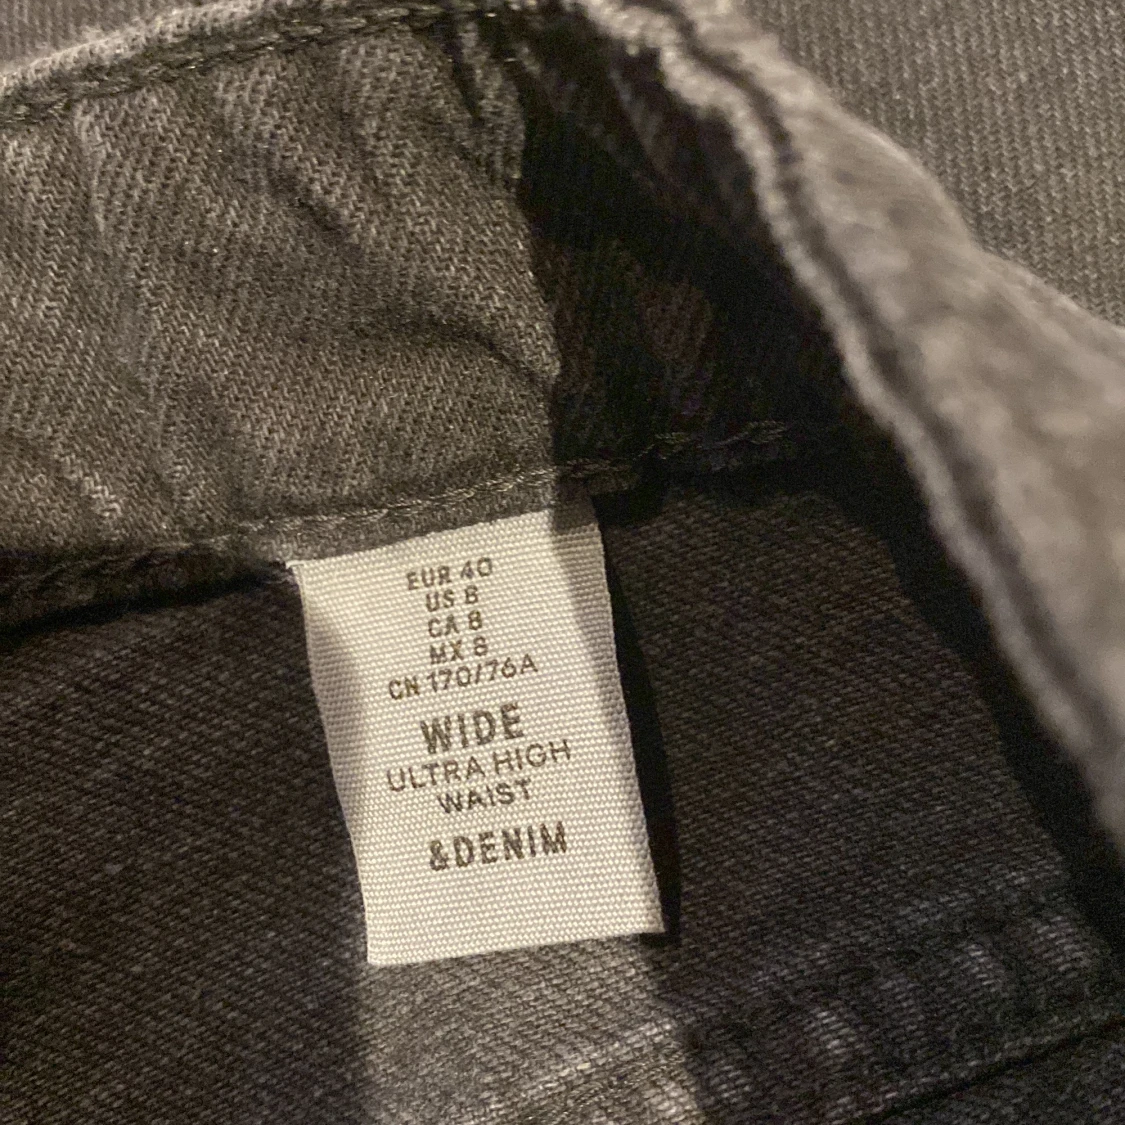 EUR 40
US 8
CA 8
MX 8
CN 170/76A
WIDE
ULTRA HIGH
WAIST
&DENIM